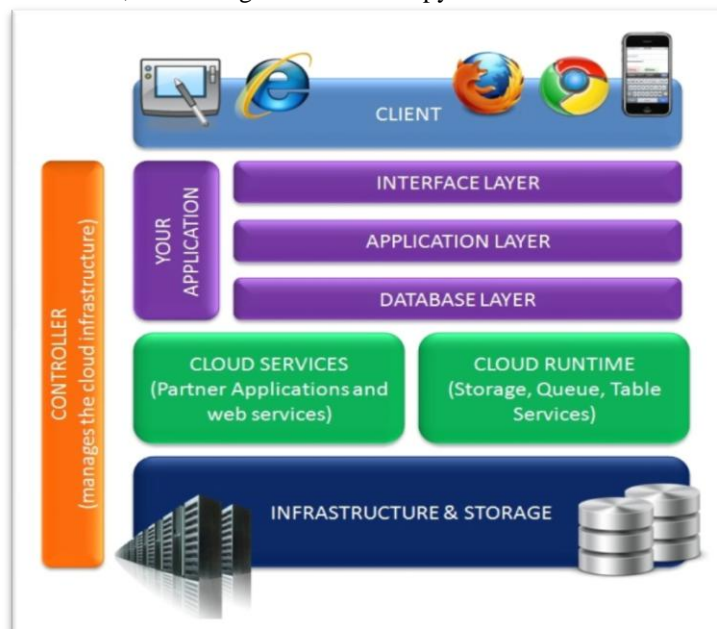 CLIENT
CONTROLLER
(manages the cloud infrastructure)
YOUR
APPLICATION
INTERFACE LAYER
APPLICATION LAYER
DATABASE LAYER
CLOUD SERVICES
(Partner Applications and
web services)
CLOUD RUNTIME
(Storage, Queue, Table
Services)
INFRASTRUCTURE & STORAGE